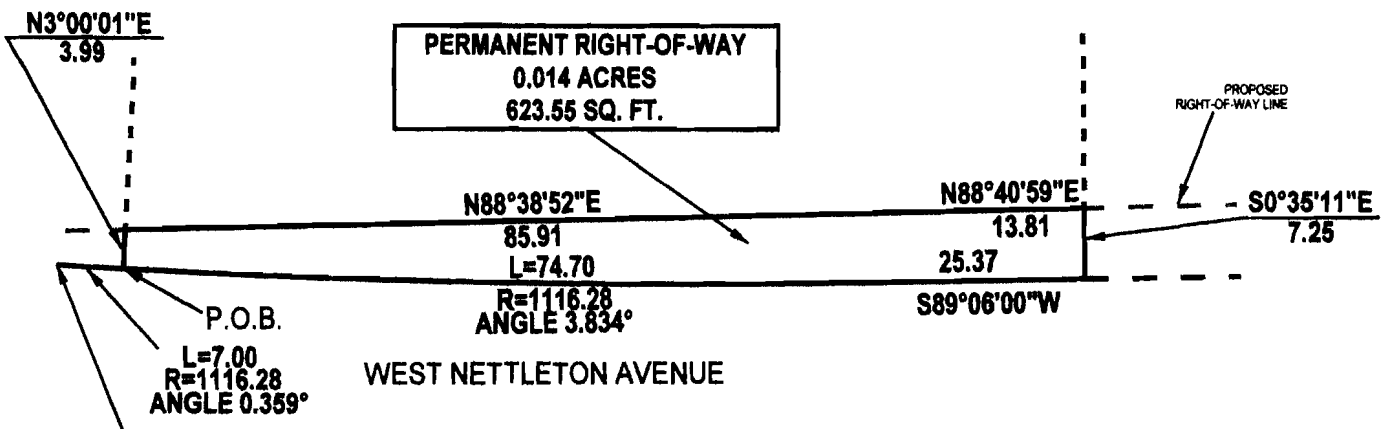 N3°00'01"E
3.99
PERMANENT RIGHT-OF-WAY
0.014 ACRES
623.55 SQ. FT.
PROPOSED
RIGHT-OF-WAY LINE
N88°38'52"E
85.91
N88°40'59"E
13.81
S0°35'11"E
7.25
L=74.70
R=1116.28
ANGLE 3.834°
25.37
S89°06'00"W
P.O.B.
L=7.00
R=1116.28
ANGLE 0.359°
WEST NETTLETON AVENUE